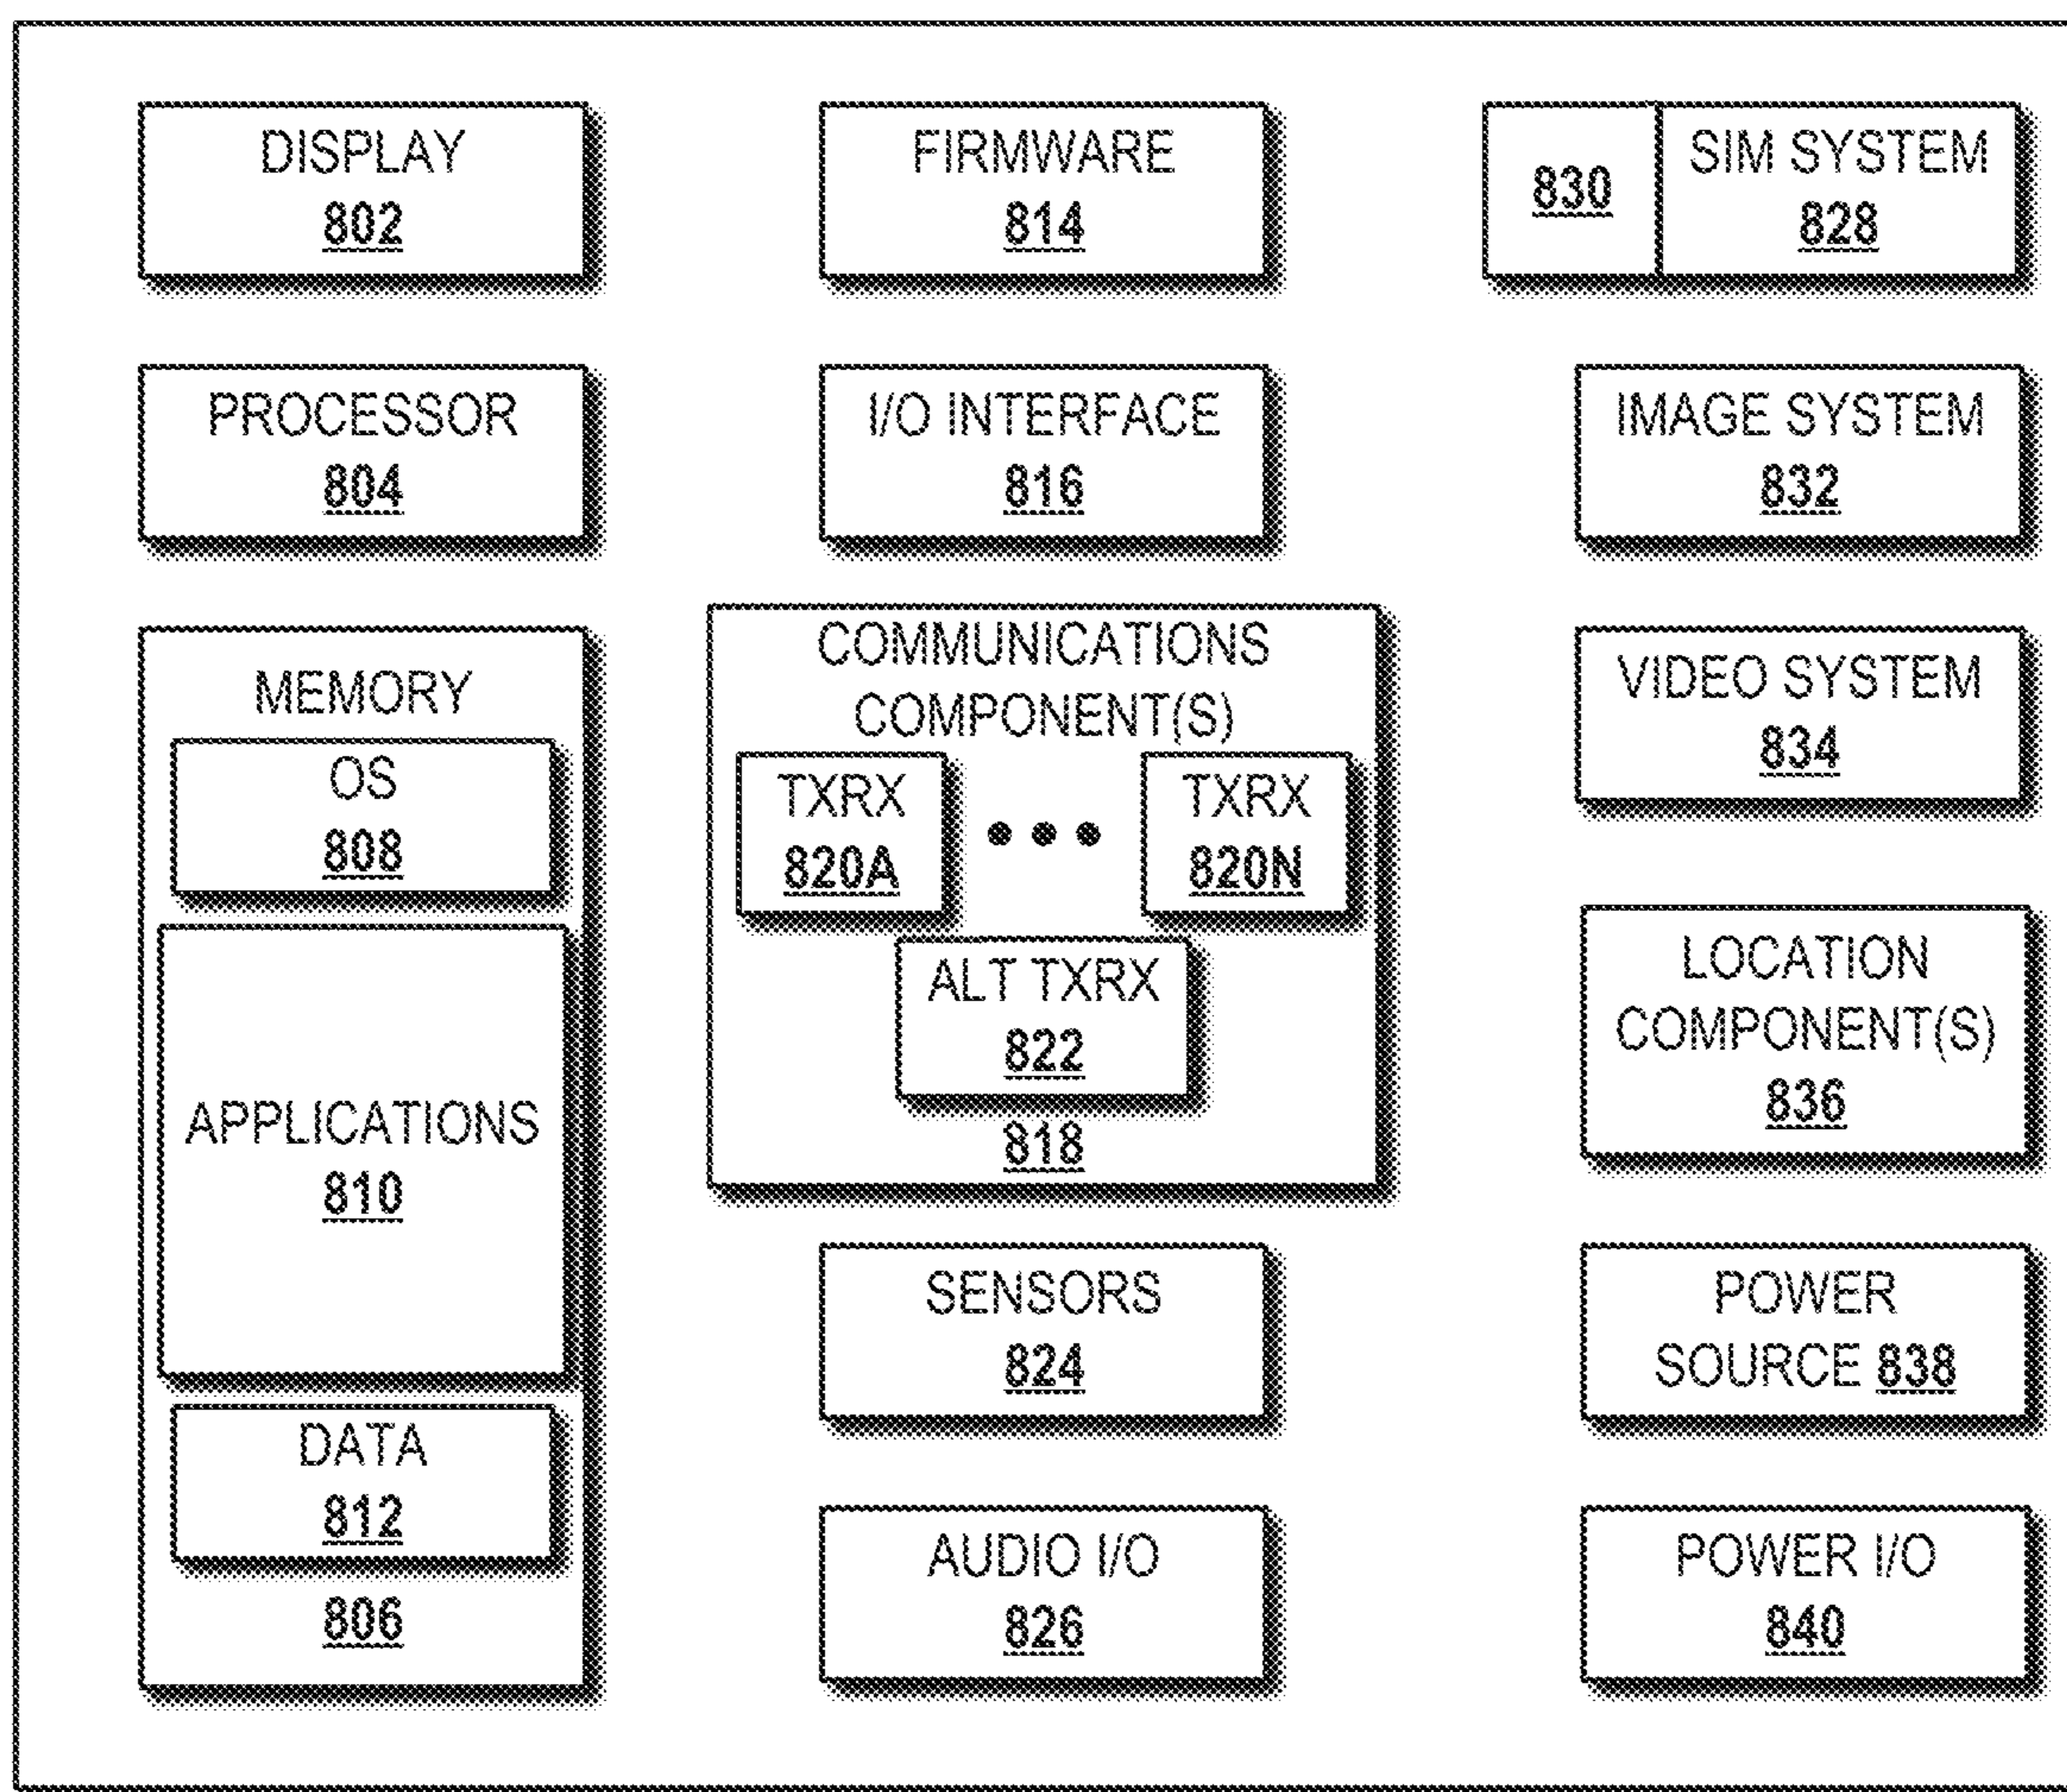 DISPLAY
802
PROCESSOR
804
MEMORY
OS
808
APPLICATIONS
810
DATA
812
806
FIRMWARE
814
I/O INTERFACE
816
COMMUNICATIONS
COMPONENT(S)
TXRX
820A
TXRX
820N
ALT TXRX
822
818
SENSORS
824
AUDIO I/O
826
830
SIM SYSTEM
828
IMAGE SYSTEM
832
VIDEO SYSTEM
834
LOCATION
COMPONENT(S)
836
POWER
SOURCE 838
POWER I/O
840